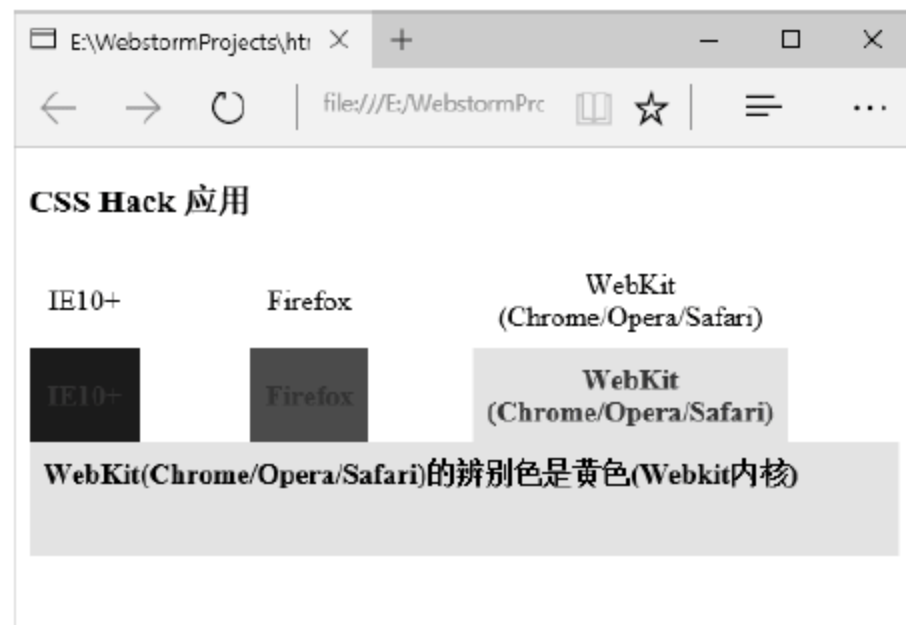 E:\WebstormProjects\htr
file:///E:/WebstormPrc
CSS Hack 应用
IE10+
Firefox
WebKit
(Chrome/Opera/Safari)
IE10+
Firefox
WebKit
(Chrome/Opera/Safari)
WebKit(Chrome/Opera/Safari)的辨别色是黄色(Webkit内核)